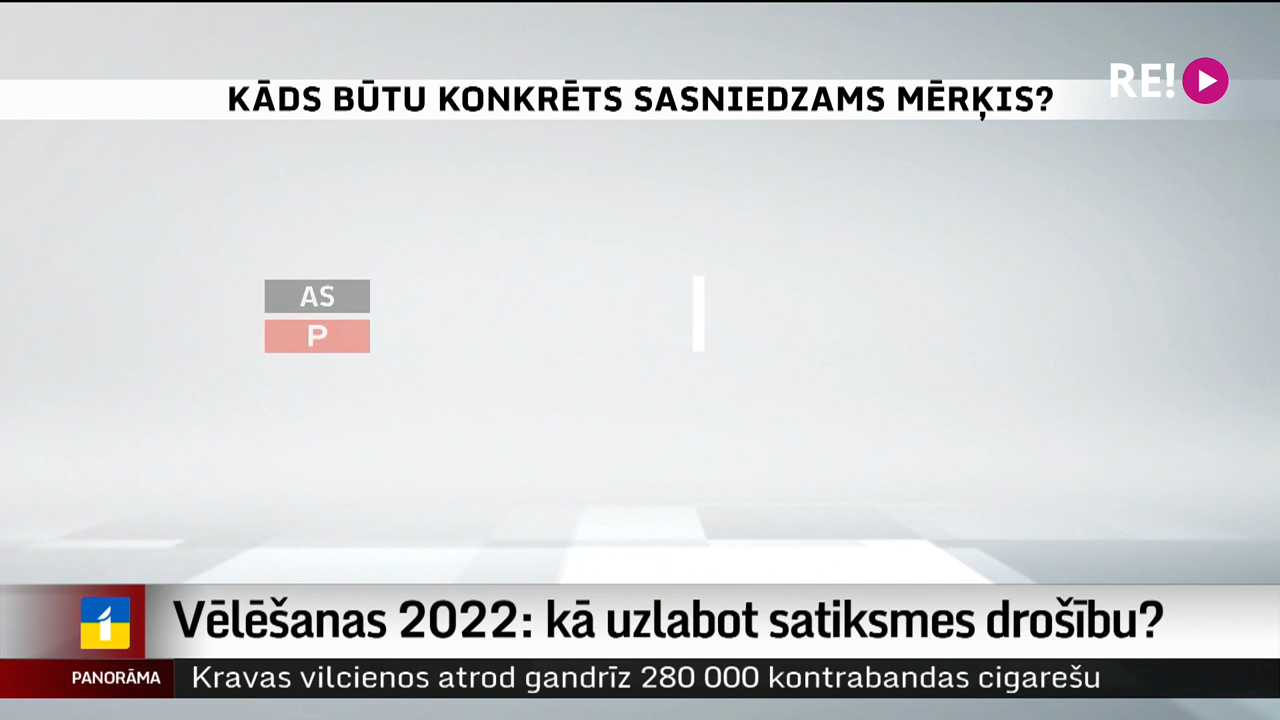 RE!
KĀDS BŪTU KONKRĒTS SASNIEDZAMS MĒRĶIS?
AS
P
1
Vēlēšanas 2022: kā uzlabot satiksmes drošību?
PANORĀMA
Kravas vilcienos atrod gandrīz 280 000 kontrabandas cigarešu